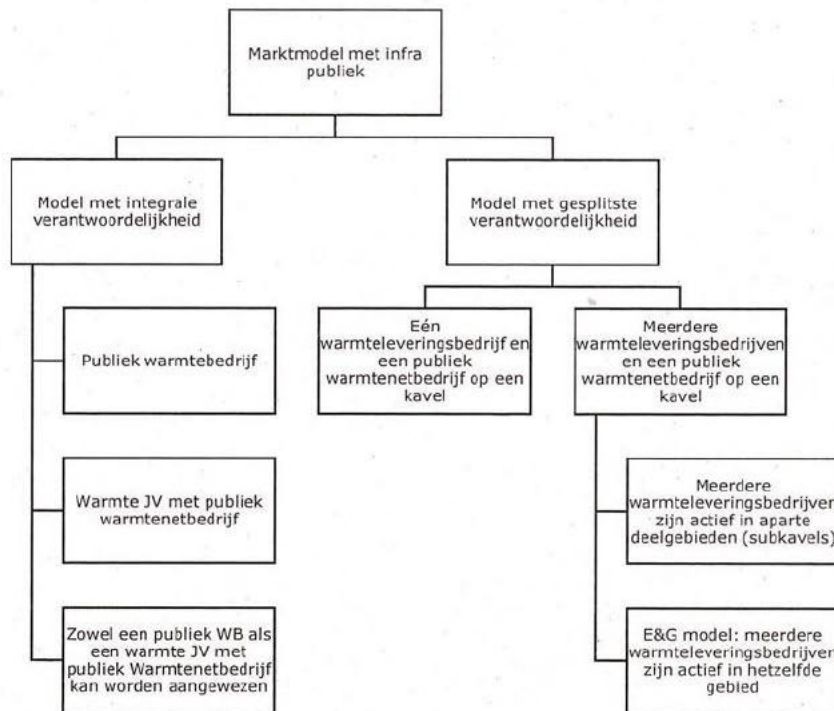 Marktmodel met infra
publiek
Model met integrale
verantwoordelijkheid
Model met gesplitste
verantwoordelijkheid
Publiek warmtebedrijf
Warmte JV met publiek
warmtenetbedrijf
Zowel een publiek WB als
een warmte JV met
publiek Warmtenetbedrijf
kan worden aangewezen
Eén
warmteleveringsbedrijf en
een publiek
warmtenetbedrijf op een
kavel
Meerdere
warmteleveringsbedrijven
en een publiek
warmtenetbedrijf op een
kavel
Meerdere
warmteleveringsbedrijven
zijn actief in aparte
deelgebieden (subkavels)
E&G model: meerdere
warmteleveringsbedrijven
zijn actief in hetzelfde
gebied